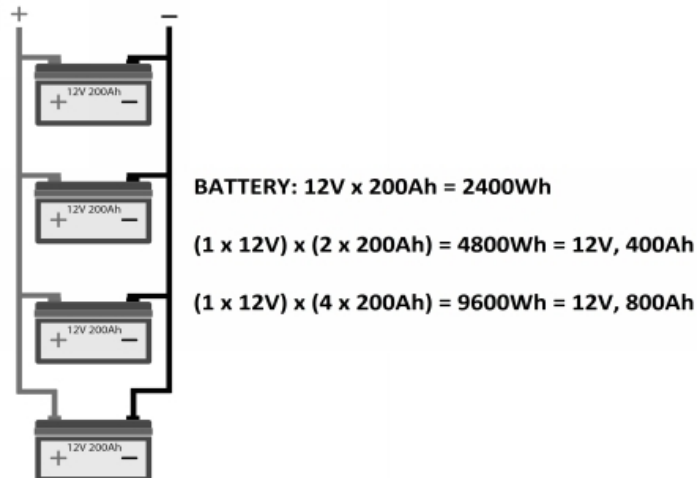 + −
12V 200Ah
+ −
12V 200Ah
+ −
BATTERY: 12V x 200Ah = 2400Wh
(1 x 12V) x (2 x 200Ah) = 4800Wh = 12V, 400Ah
(1 x 12V) x (4 x 200Ah) = 9600Wh = 12V, 800Ah
12V 200Ah
+ −
12V 200Ah
+ −